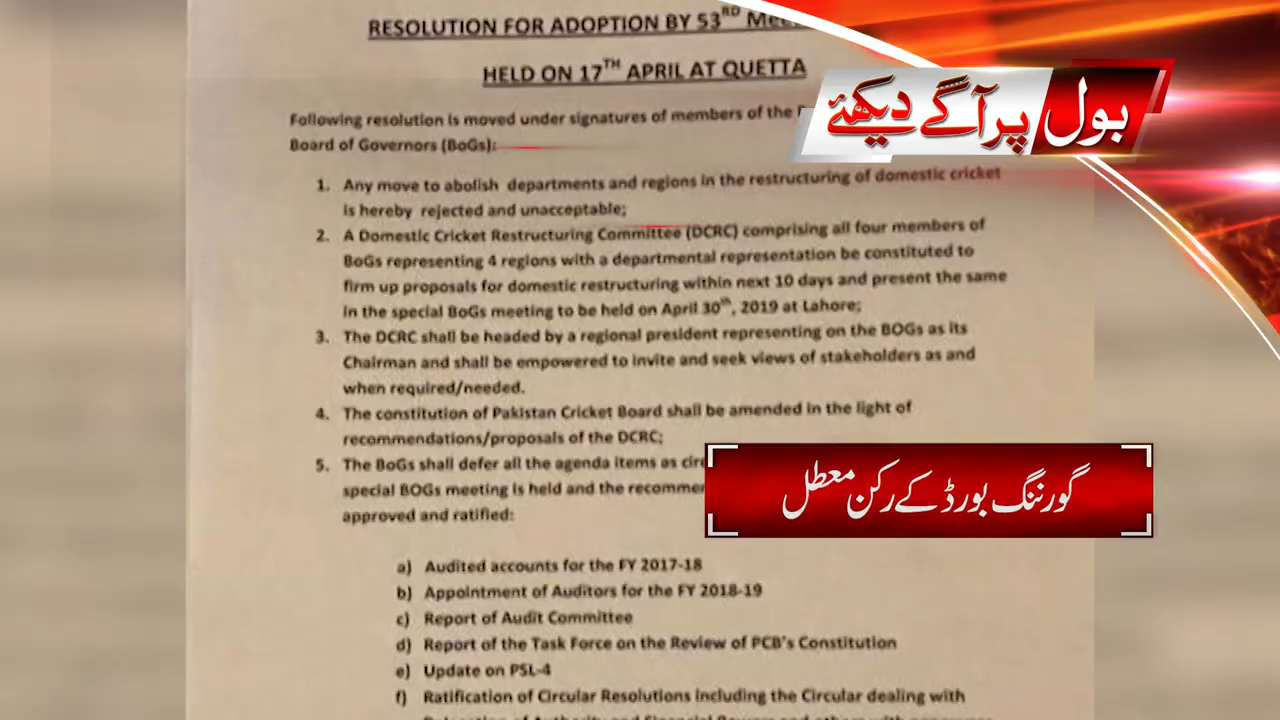 RESOLUTION FOR ADOPTION BY 53RD
HELD ON 17TH APRIL AT QUETTA
بول پر آگے دیکھئے
Following resolution is moved under signatures of members of the
Board of Governors (BoGs):
1. Any move to abolish departments and regions in the restructuring of domestic cricket
is hereby rejected and unacceptable;
2. A Domestic Cricket Restructuring Committee (DCRC) comprising all four members of
BoGs representing 4 regions with a departmental representation be constituted to
firm up proposals for domestic restructuring within next 10 days and present the same
in the special BoGs meeting to be held on April 30th, 2019 at Lahore;
3. The DCRC shall be headed by a regional president representing on the BOGs as its
Chairman and shall be empowered to invite and seek views of stakeholders as and
when required/needed.
4. The constitution of Pakistan Cricket Board shall be amended in the light of
recommendations/proposals of the DCRC;
5. The BoGs shall defer all the agenda items as
special BOGs meeting is held and the
approved and ratified:
گورننگ بورڈ کے رکن معطل
a) Audited accounts for the FY 2017-18
b) Appointment of Auditors for the FY 2018-19
c) Report of Audit Committee
d) Report of the Task Force on the Review of PCB's Constitution
e) Update on PSL-4
f) Ratification of Circular Resolutions including the Circular dealing with